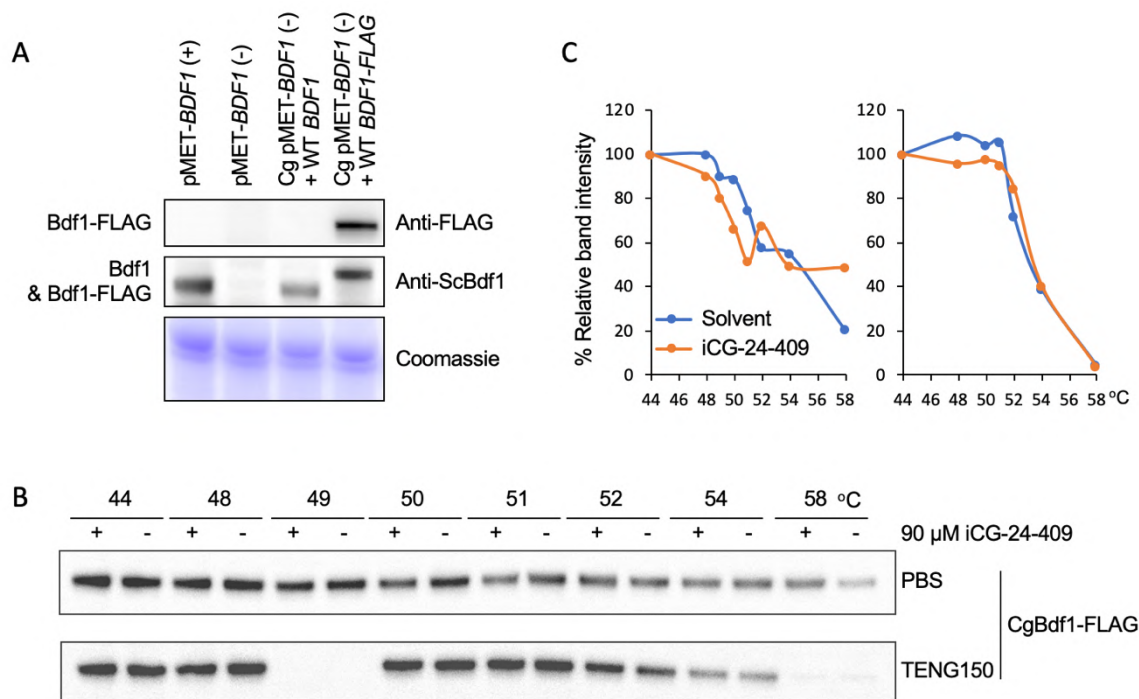 A
pMET-BDF1 (+)
pMET-BDF1 (-)
Cg pMET-BDF1 (-)
+ WT BDF1
Cg pMET-BDF1 (-)
+ WT BDF1-FLAG
Bdf1-FLAG
Anti-FLAG
Bdf1
& Bdf1-FLAG
Anti-ScBdf1
Coomassie
C
% Relative band intensity
120
100
80
60
40
20
0
44 46 48 50 52 54 56 58
Solvent
iCG-24-409
120
100
80
60
40
20
0
44 46 48 50 52 54 56 58 °C
B
44 48 49 50 51 52 54 58 °C
+ - + - + - + - + - + - + - + - 90 µM iCG-24-409
PBS
CgBdf1-FLAG
TENG150